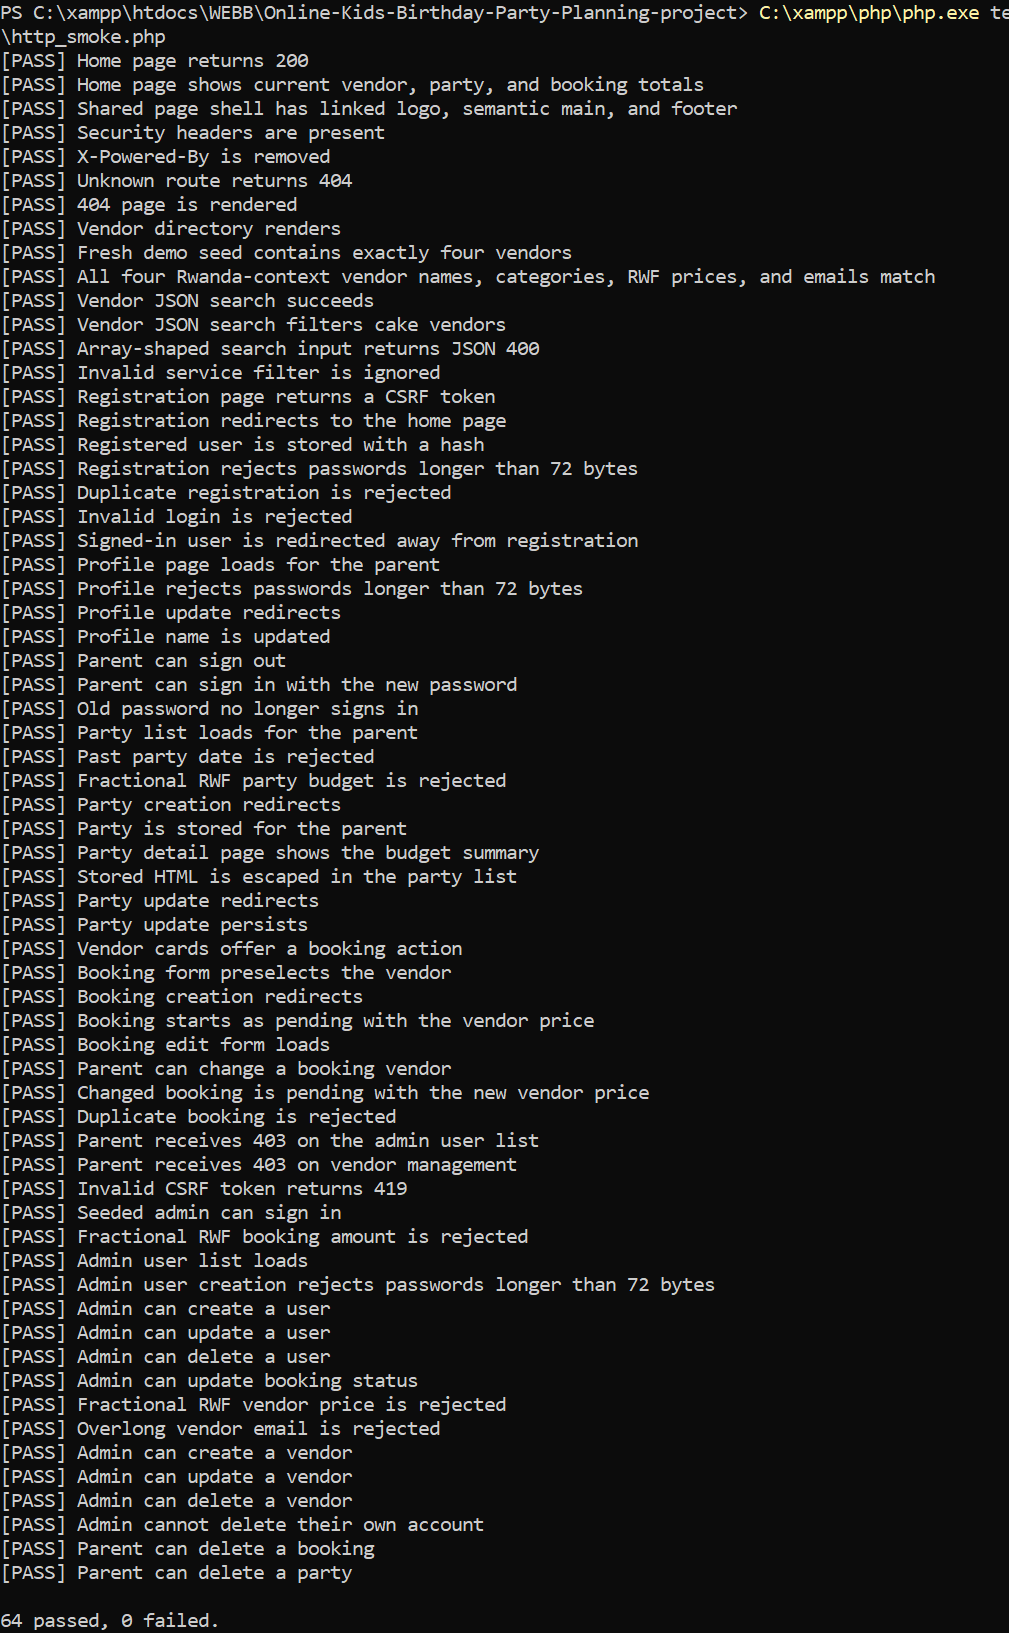 PS C:\xampp\htdocs\WEBB\Online-Kids-Birthday-Party-Planning-project> C:\xampp\php\php.exe te
\http_smoke.php
[PASS] Home page returns 200
[PASS] Home page shows current vendor, party, and booking totals
[PASS] Shared page shell has linked logo, semantic main, and footer
[PASS] Security headers are present
[PASS] X-Powered-By is removed
[PASS] Unknown route returns 404
[PASS] 404 page is rendered
[PASS] Vendor directory renders
[PASS] Fresh demo seed contains exactly four vendors
[PASS] All four Rwanda-context vendor names, categories, RWF prices, and emails match
[PASS] Vendor JSON search succeeds
[PASS] Vendor JSON search filters cake vendors
[PASS] Array-shaped search input returns JSON 400
[PASS] Invalid service filter is ignored
[PASS] Registration page returns a CSRF token
[PASS] Registration redirects to the home page
[PASS] Registered user is stored with a hash
[PASS] Registration rejects passwords longer than 72 bytes
[PASS] Duplicate registration is rejected
[PASS] Invalid login is rejected
[PASS] Signed-in user is redirected away from registration
[PASS] Profile page loads for the parent
[PASS] Profile rejects passwords longer than 72 bytes
[PASS] Profile update redirects
[PASS] Profile name is updated
[PASS] Parent can sign out
[PASS] Parent can sign in with the new password
[PASS] Old password no longer signs in
[PASS] Party list loads for the parent
[PASS] Past party date is rejected
[PASS] Fractional RWF party budget is rejected
[PASS] Party creation redirects
[PASS] Party is stored for the parent
[PASS] Party detail page shows the budget summary
[PASS] Stored HTML is escaped in the party list
[PASS] Party update redirects
[PASS] Party update persists
[PASS] Vendor cards offer a booking action
[PASS] Booking form preselects the vendor
[PASS] Booking creation redirects
[PASS] Booking starts as pending with the vendor price
[PASS] Booking edit form loads
[PASS] Parent can change a booking vendor
[PASS] Changed booking is pending with the new vendor price
[PASS] Duplicate booking is rejected
[PASS] Parent receives 403 on the admin user list
[PASS] Parent receives 403 on vendor management
[PASS] Invalid CSRF token returns 419
[PASS] Seeded admin can sign in
[PASS] Fractional RWF booking amount is rejected
[PASS] Admin user list loads
[PASS] Admin user creation rejects passwords longer than 72 bytes
[PASS] Admin can create a user
[PASS] Admin can update a user
[PASS] Admin can delete a user
[PASS] Admin can update booking status
[PASS] Fractional RWF vendor price is rejected
[PASS] Overlong vendor email is rejected
[PASS] Admin can create a vendor
[PASS] Admin can update a vendor
[PASS] Admin can delete a vendor
[PASS] Admin cannot delete their own account
[PASS] Parent can delete a booking
[PASS] Parent can delete a party
64 passed, 0 failed.